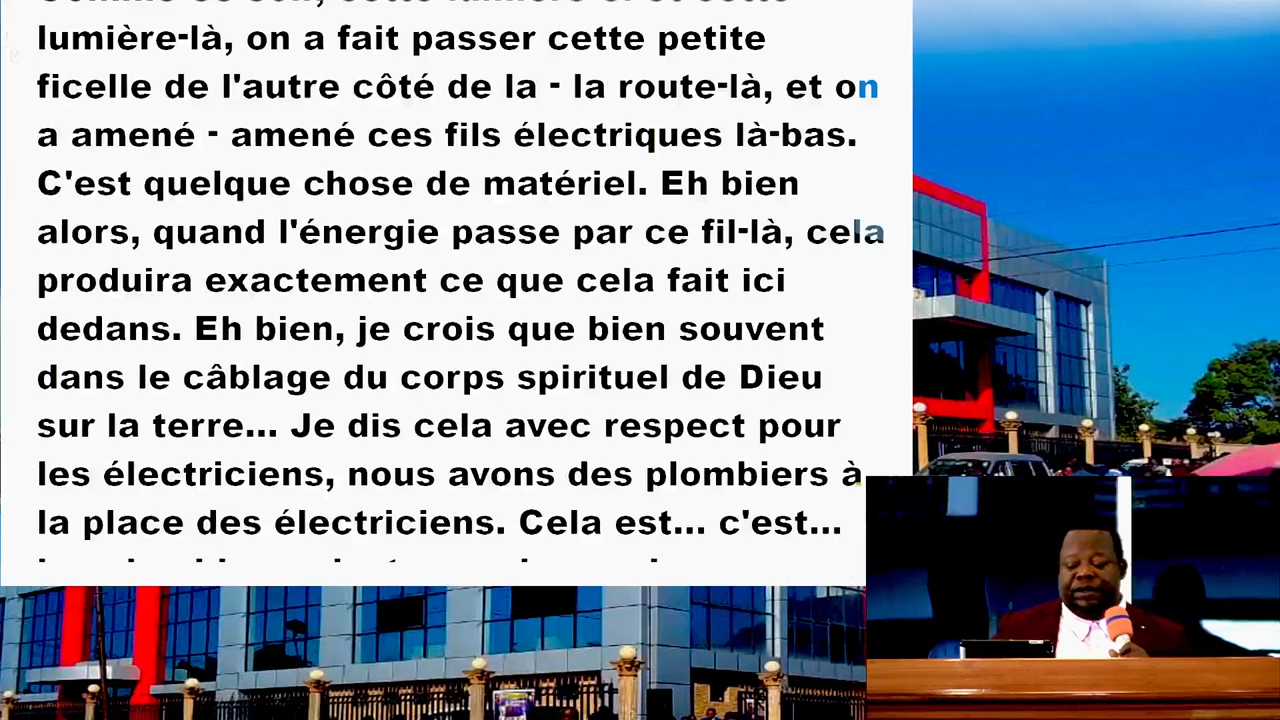 lumière-là, on a fait passer cette petite
ficelle de l'autre côté de la - la route-là, et on
a amené - amené ces fils électriques là-bas.
C'est quelque chose de matériel. Eh bien
alors, quand l'énergie passe par ce fil-là, cela
produira exactement ce que cela fait ici
dedans. Eh bien, je crois que bien souvent
dans le câblage du corps spirituel de Dieu
sur la terre... Je dis cela avec respect pour
les électriciens, nous avons des plombiers à
la place des électriciens. Cela est... c'est...